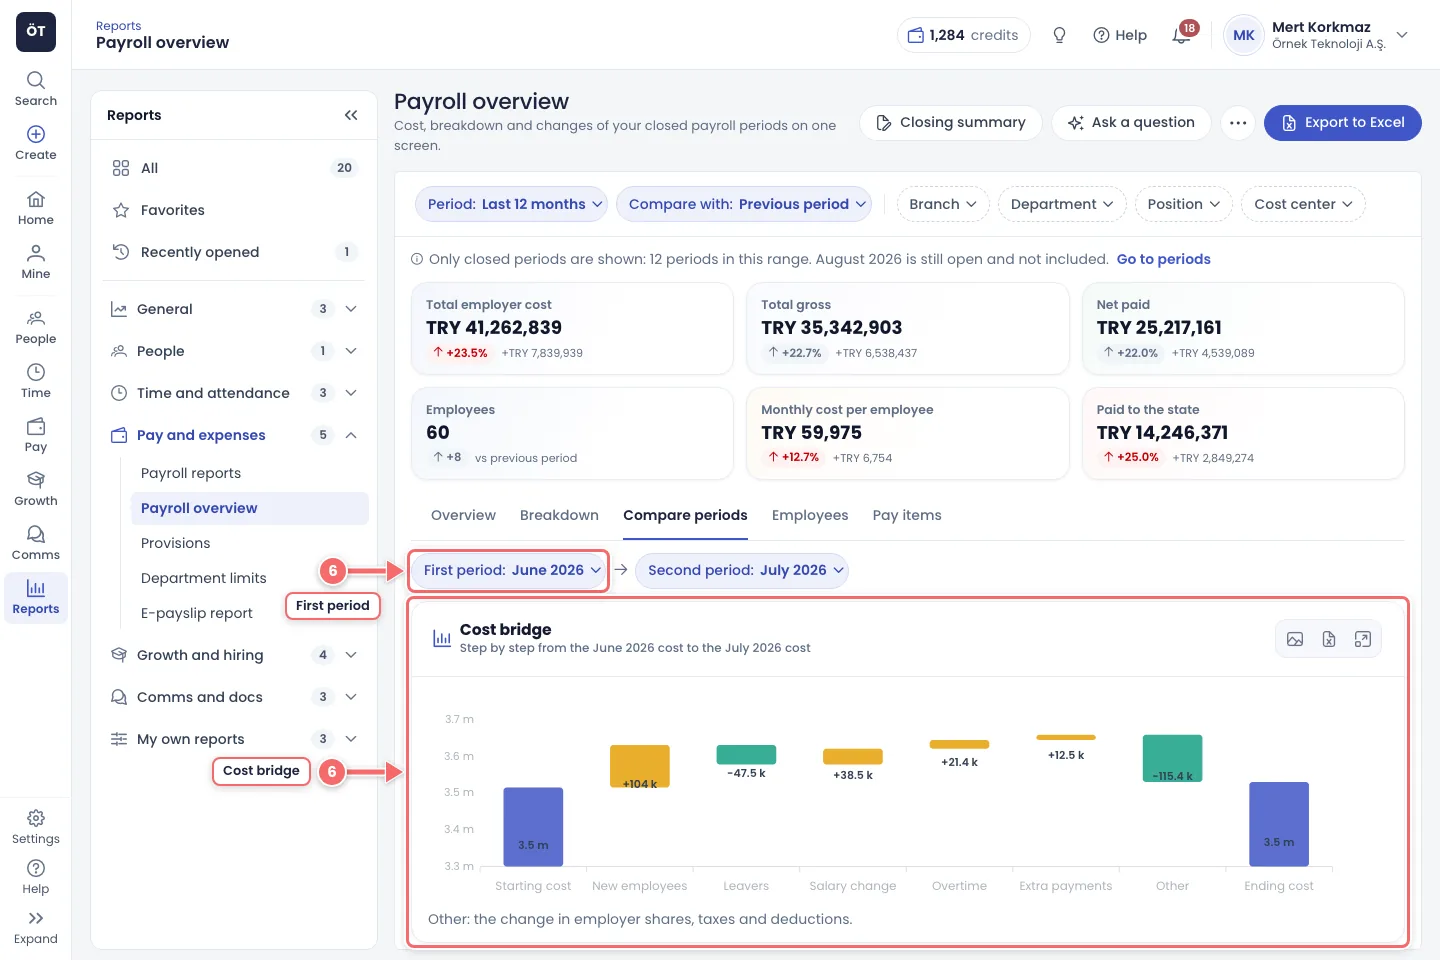 ÖT
Search
Create
Home
Mine
People
Time
Pay
Growth
Comms
Reports
Settings
Help
Expand
Reports
Payroll overview
1,284 credits
Help
18
MK
Mert Korkmaz
Örnek Teknoloji A.Ş.
Reports
All 20
Favorites
Recently opened 1
General 3
People 1
Time and attendance 3
Pay and expenses 5
Payroll reports
Payroll overview
Provisions
Department limits
E-payslip report
Growth and hiring 4
Comms and docs 3
My own reports 3
6
First period
Cost bridge
6
Payroll overview
Cost, breakdown and changes of your closed payroll periods on one
screen.
Closing summary
Ask a question
Export to Excel
Period: Last 12 months
Compare with: Previous period
Branch
Department
Position
Cost center
Only closed periods are shown: 12 periods in this range. August 2026 is still open and not included. Go to periods
Total employer cost
TRY 41,262,839
↑ +23.5% +TRY 7,839,939
Total gross
TRY 35,342,903
↑ +22.7% +TRY 6,538,437
Net paid
TRY 25,217,161
↑ +22.0% +TRY 4,539,089
Employees
60
↑ +8 vs previous period
Monthly cost per employee
TRY 59,975
↑ +12.7% +TRY 6,754
Paid to the state
TRY 14,246,371
↑ +25.0% +TRY 2,849,274
Overview
Breakdown
Compare periods
Employees
Pay items
First period: June 2026
→
Second period: July 2026
Cost bridge
Step by step from the June 2026 cost to the July 2026 cost
3.7 m
3.6 m
3.5 m
3.4 m
3.3 m
3.5 m
+104 k
-47.5 k
+38.5 k
+21.4 k
+12.5 k
-115.4 k
3.5 m
Starting cost
New employees
Leavers
Salary change
Overtime
Extra payments
Other
Ending cost
Other: the change in employer shares, taxes and deductions.